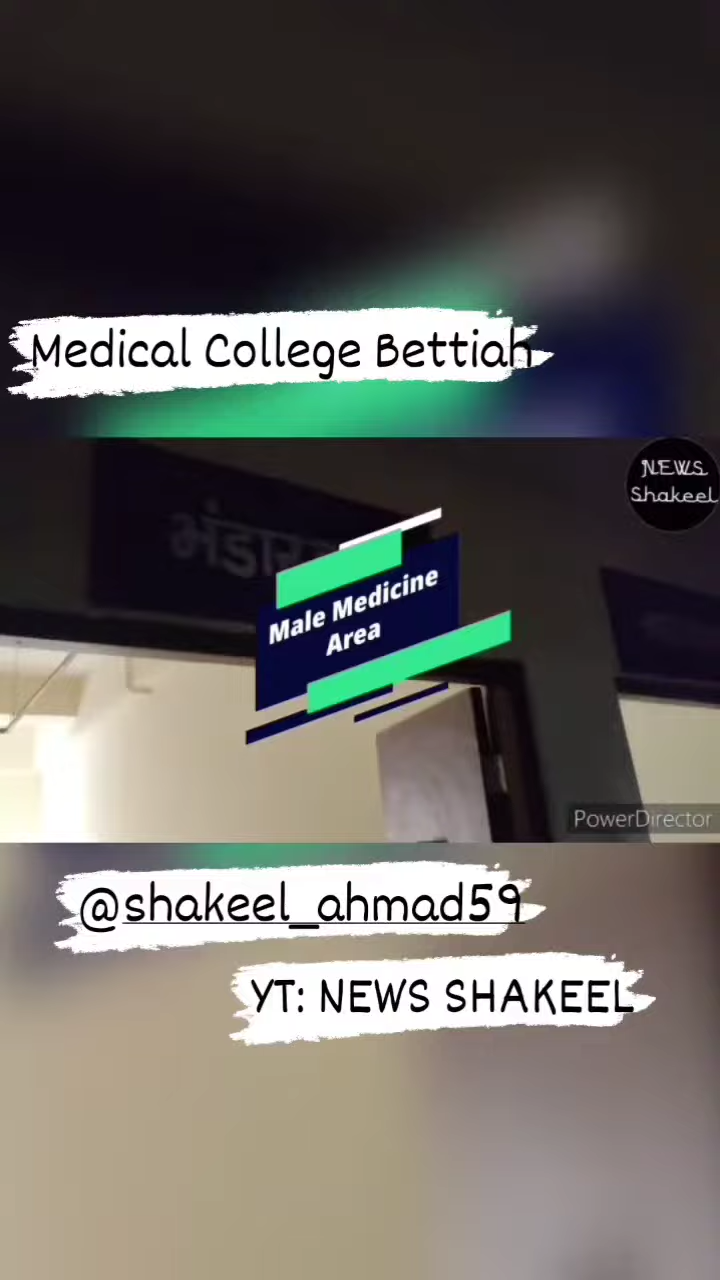 Medical College Bettiah
NEWS
Shakeel
Male Medicine
Area
PowerDirector
@shakeel_ahmad59
YT: NEWS SHAKEEL